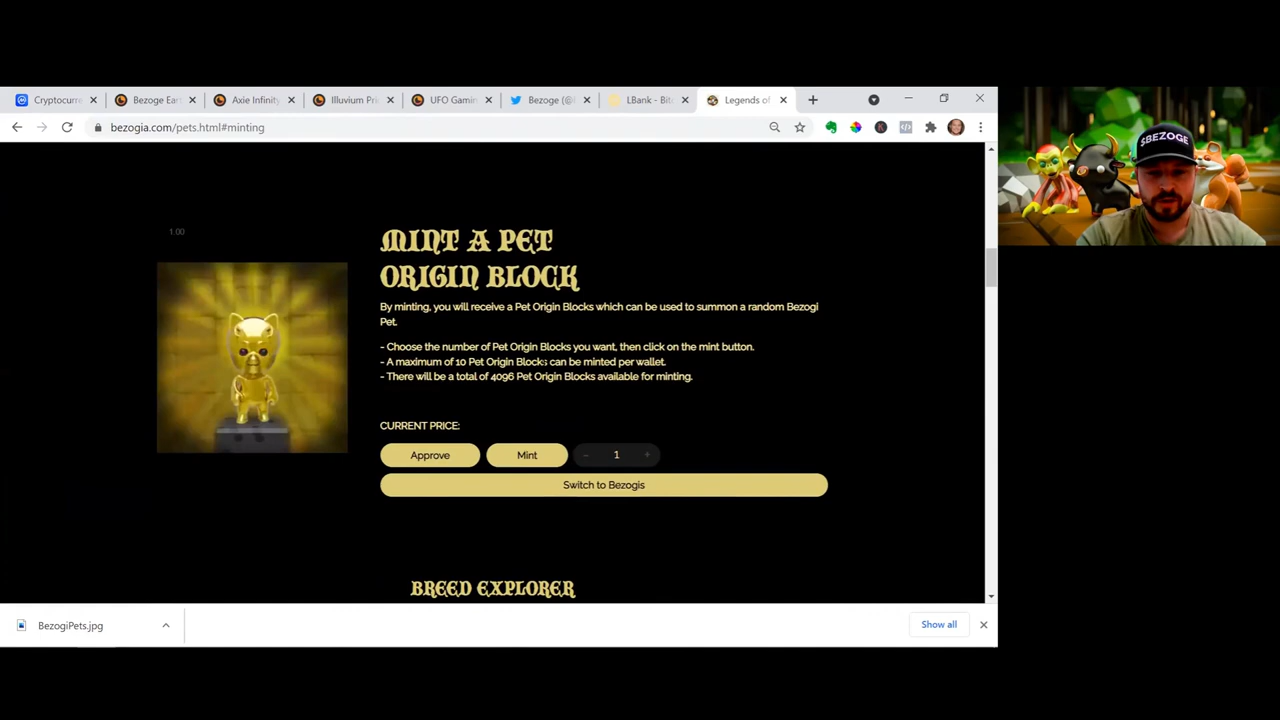 Cryptocurre
Bezoge Ear
Axie Infinity
Illuvium Pri
UFO Gamin
Bezoge (@
LBank - Bit
Legends of
bezogia.com/pets.html#minting
$BEZOGE
1.00
MINT A PET
ORIGIN BLOCK
By minting, you will receive a Pet Origin Blocks which can be used to summon a random Bezogi
Pet.
- Choose the number of Pet Origin Blocks you want, then click on the mint button.
- A maximum of 10 Pet Origin Blocks can be minted per wallet.
- There will be a total of 4096 Pet Origin Blocks available for minting.
CURRENT PRICE:
Approve
Mint
- 1 +
Switch to Bezogis
BREED EXPLORER
BezogiPets.jpg
Show all